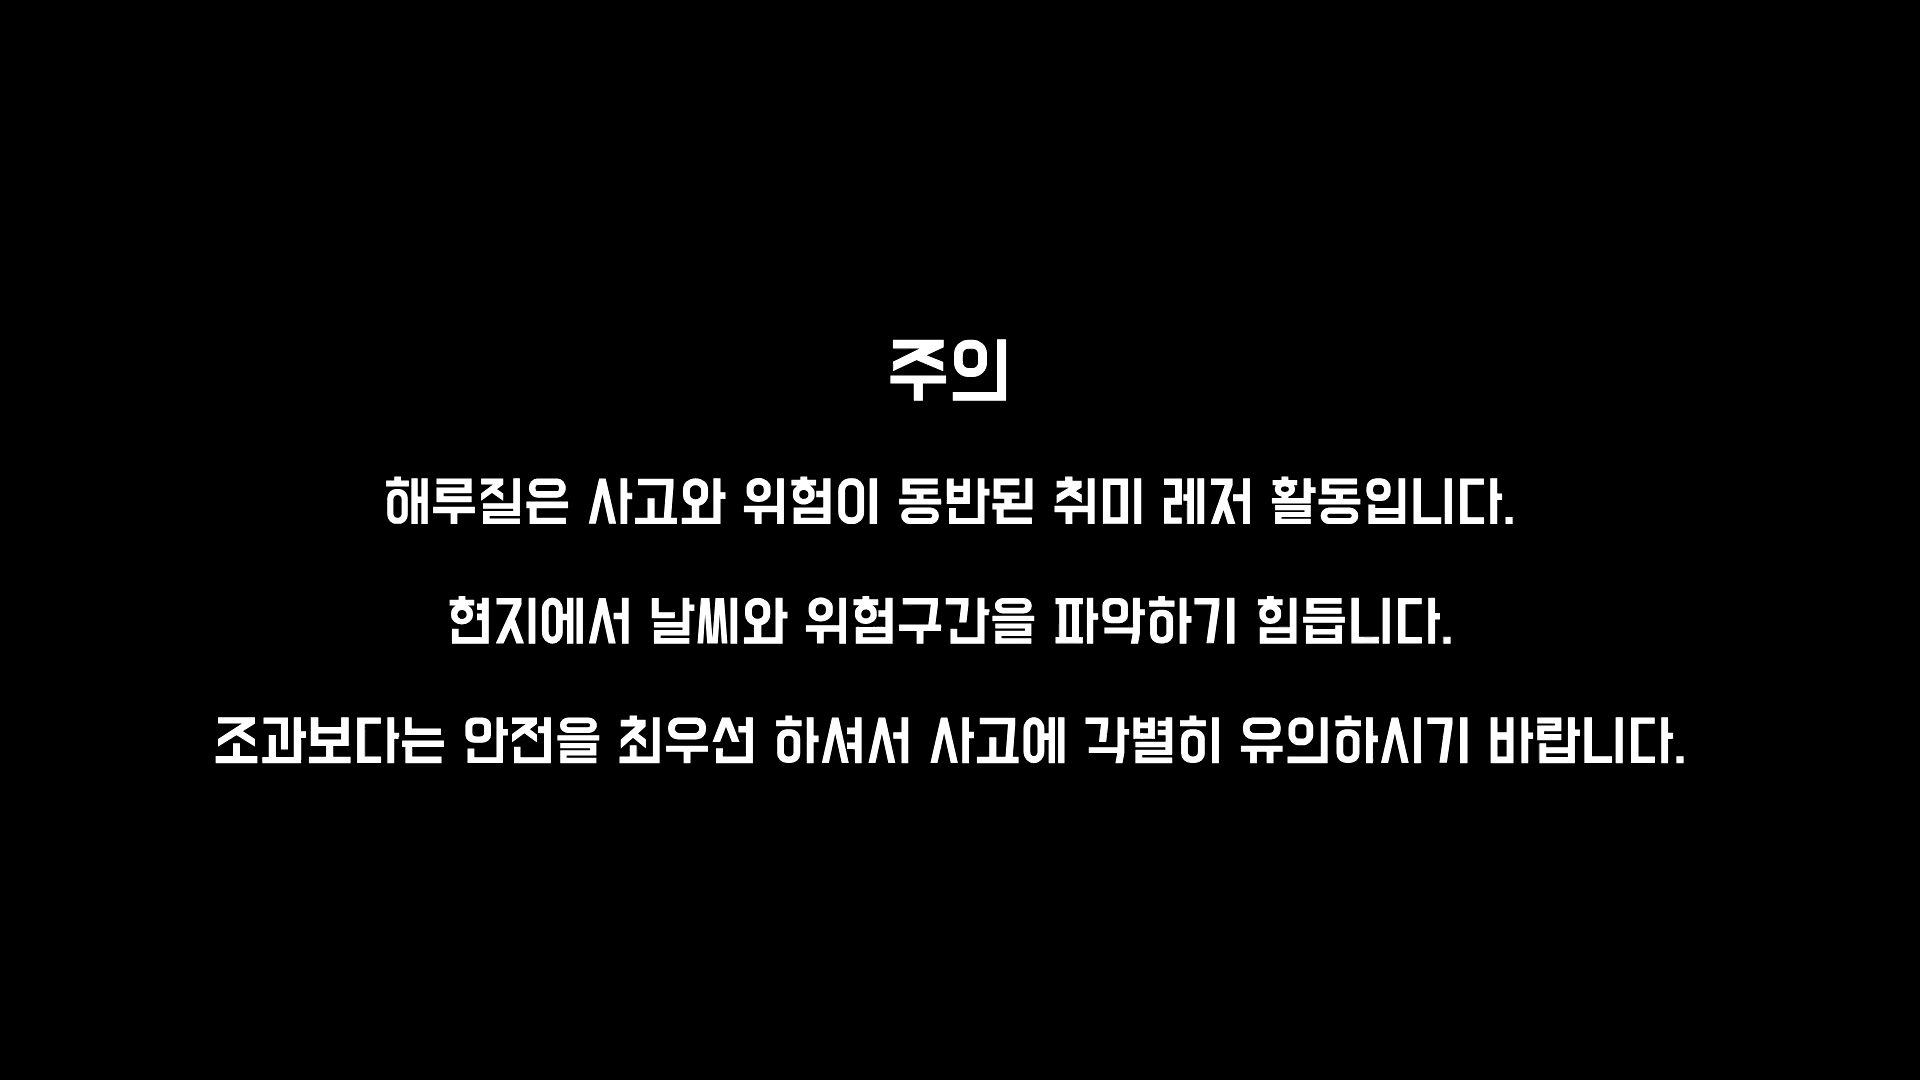 주의
해루질은 사고와 위험이 동반된 취미 레저 활동입니다.
현지에서 날씨와 위험구간을 파악하기 힘듭니다.
조과보다는 안전을 최우선 하셔서 사고에 각별히 유의하시기 바랍니다.